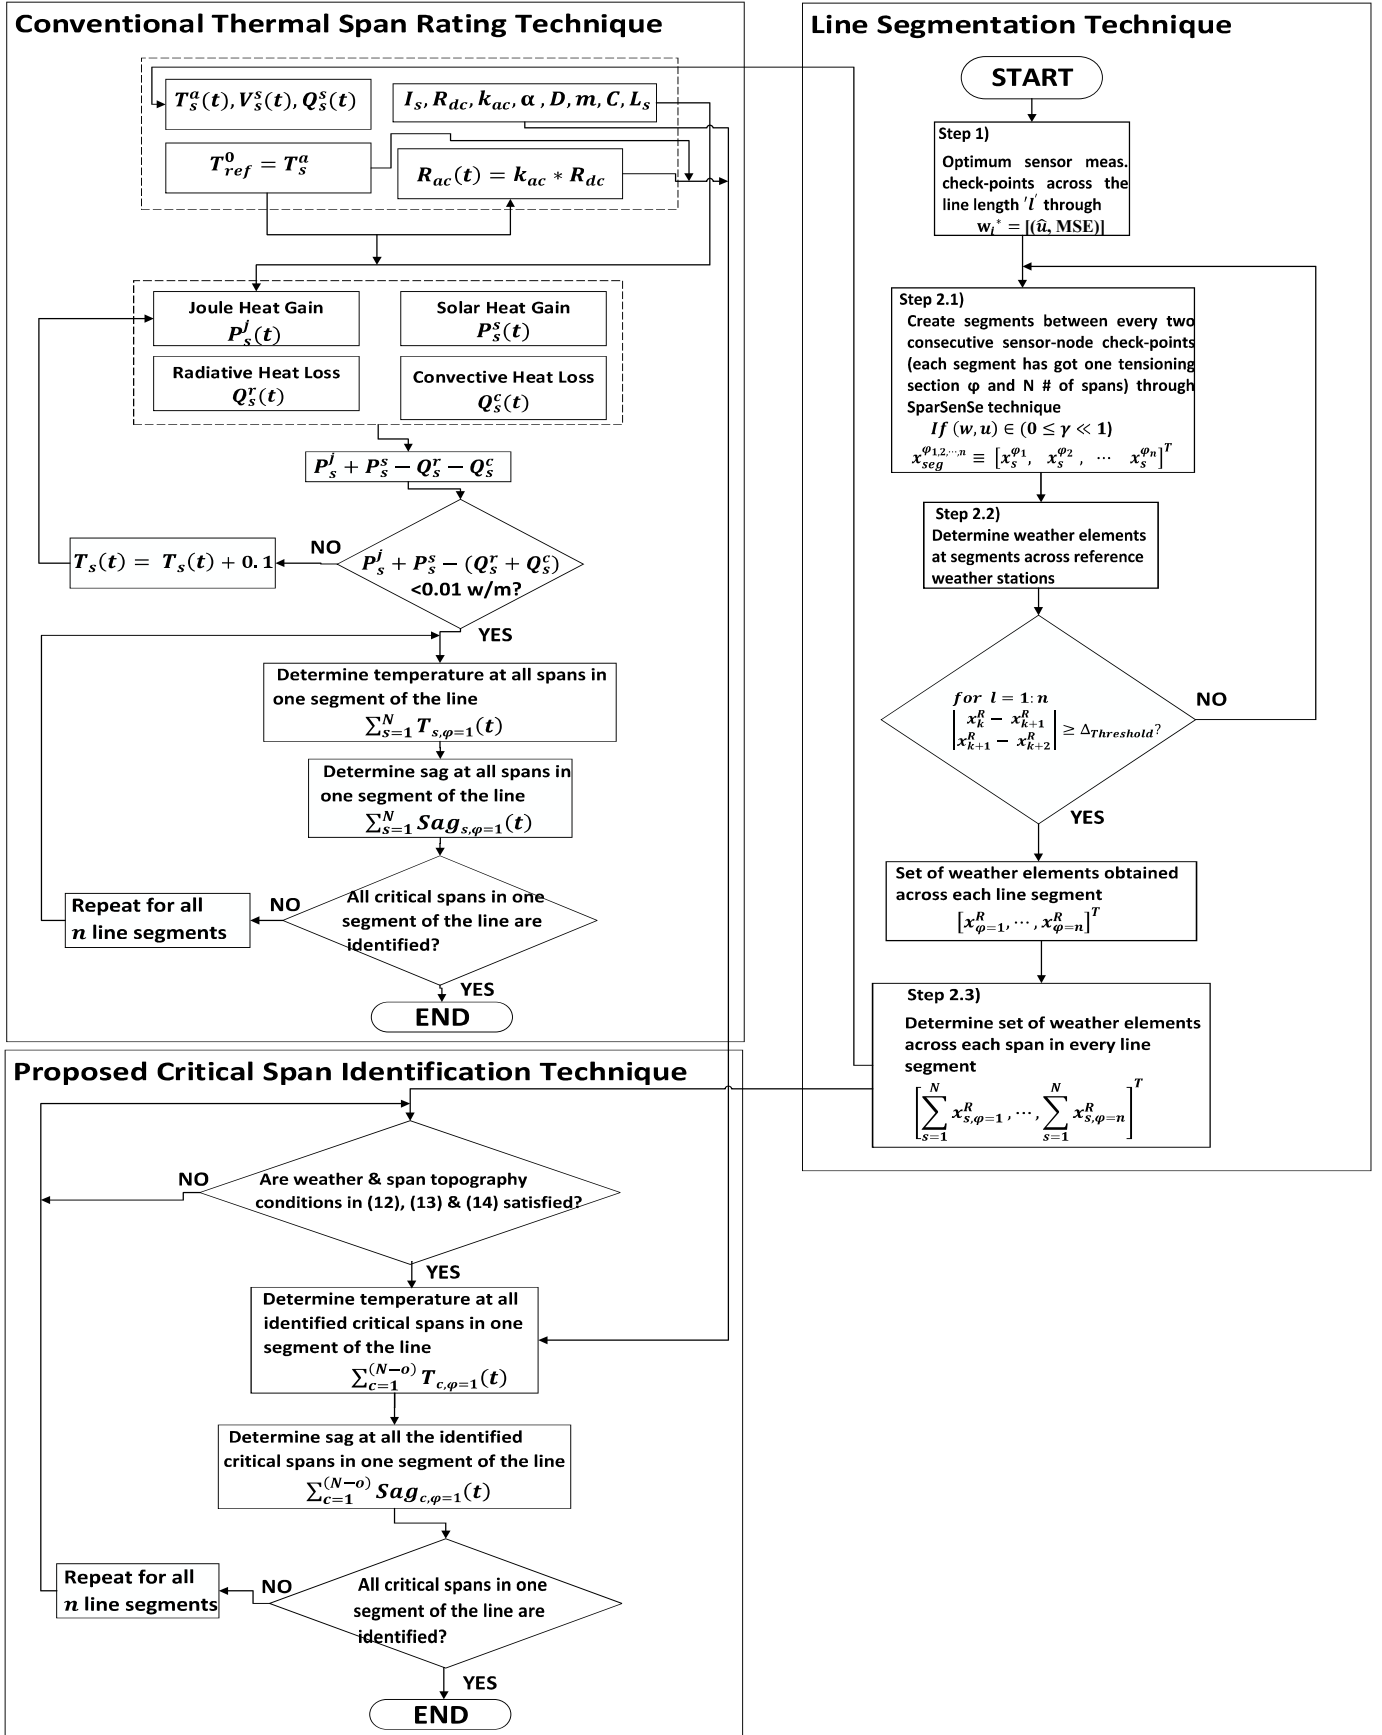 Conventional Thermal Span Rating Technique
T_s^a(t), V_s^s(t), Q_s^s(t)
I_s, R_dc, k_ac, α , D, m, C, L_s
T_ref^0 = T_s^a
R_ac(t) = k_ac * R_dc
Joule Heat Gain
P_s^j(t)
Solar Heat Gain
P_s^s(t)
Radiative Heat Loss
Q_s^r(t)
Convective Heat Loss
Q_s^c(t)
P_s^j + P_s^s − Q_s^r − Q_s^c
P_s^j + P_s^s − (Q_s^r + Q_s^c)
<0.01 w/m?
NO
T_s(t) = T_s(t) + 0.1
YES
Determine temperature at all spans in
one segment of the line
∑_{s=1}^N T_{s,φ=1}(t)
Determine sag at all spans in
one segment of the line
∑_{s=1}^N Sag_{s,φ=1}(t)
All critical spans in one
segment of the line are
identified?
NO
Repeat for all
n line segments
YES
END
Proposed Critical Span Identification Technique
Are weather & span topography
conditions in (12), (13) & (14) satisfied?
NO
YES
Determine temperature at all
identified critical spans in one
segment of the line
∑_{c=1}^{(N−o)} T_{c,φ=1}(t)
Determine sag at all the identified
critical spans in one segment of the line
∑_{c=1}^{(N−o)} Sag_{c,φ=1}(t)
All critical spans in one
segment of the line are
identified?
NO
Repeat for all
n line segments
YES
END
Line Segmentation Technique
START
Step 1)
Optimum sensor meas.
check-points across the
line length 'l' through
w_i* = [(û, MSE)]
Step 2.1)
Create segments between every two
consecutive sensor-node check-points
(each segment has got one tensioning
section φ and N # of spans) through
SparSenSe technique
If (w, u) ∈ (0 ≤ γ ≪ 1)
x_seg^{φ_{1,2,⋯,n}} ≡ [x_s^{φ_1}, x_s^{φ_2} , ⋯ x_s^{φ_n}]^T
Step 2.2)
Determine weather elements
at segments across reference
weather stations
for l = 1: n
|x_k^R − x_{k+1}^R
x_{k+1}^R − x_{k+2}^R| ≥ Δ_Threshold?
NO
YES
Set of weather elements obtained
across each line segment
[x_{φ=1}^R, ⋯ , x_{φ=n}^R]^T
Step 2.3)
Determine set of weather elements
across each span in every line
segment
[∑_{s=1}^N x_{s,φ=1}^R , ⋯ , ∑_{s=1}^N x_{s,φ=n}^R]^T